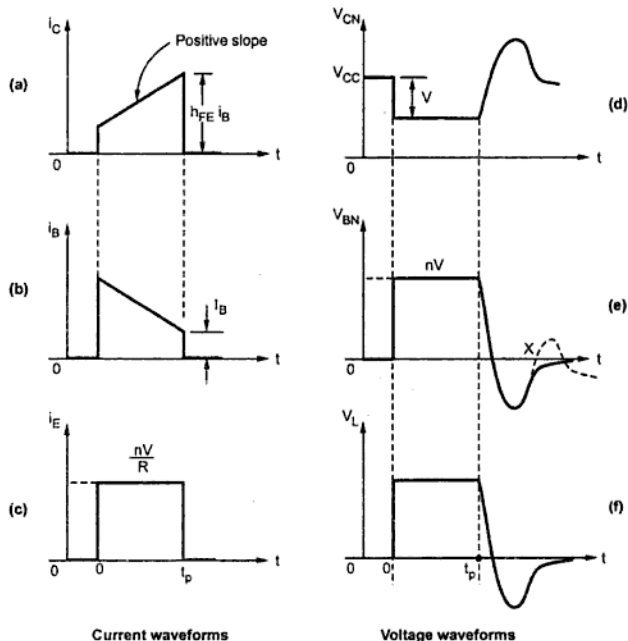 (a)
i_C
Positive slope
h_FE i_B
0
t
(b)
i_B
I_B
0
t
(c)
i_E
nV
R
0
0
t_p
t
Current waveforms
V_CN
V_CC
V
(d)
0
t
V_BN
nV
(e)
X
t
0
V_L
(f)
0
0
t_p
t
Voltage waveforms